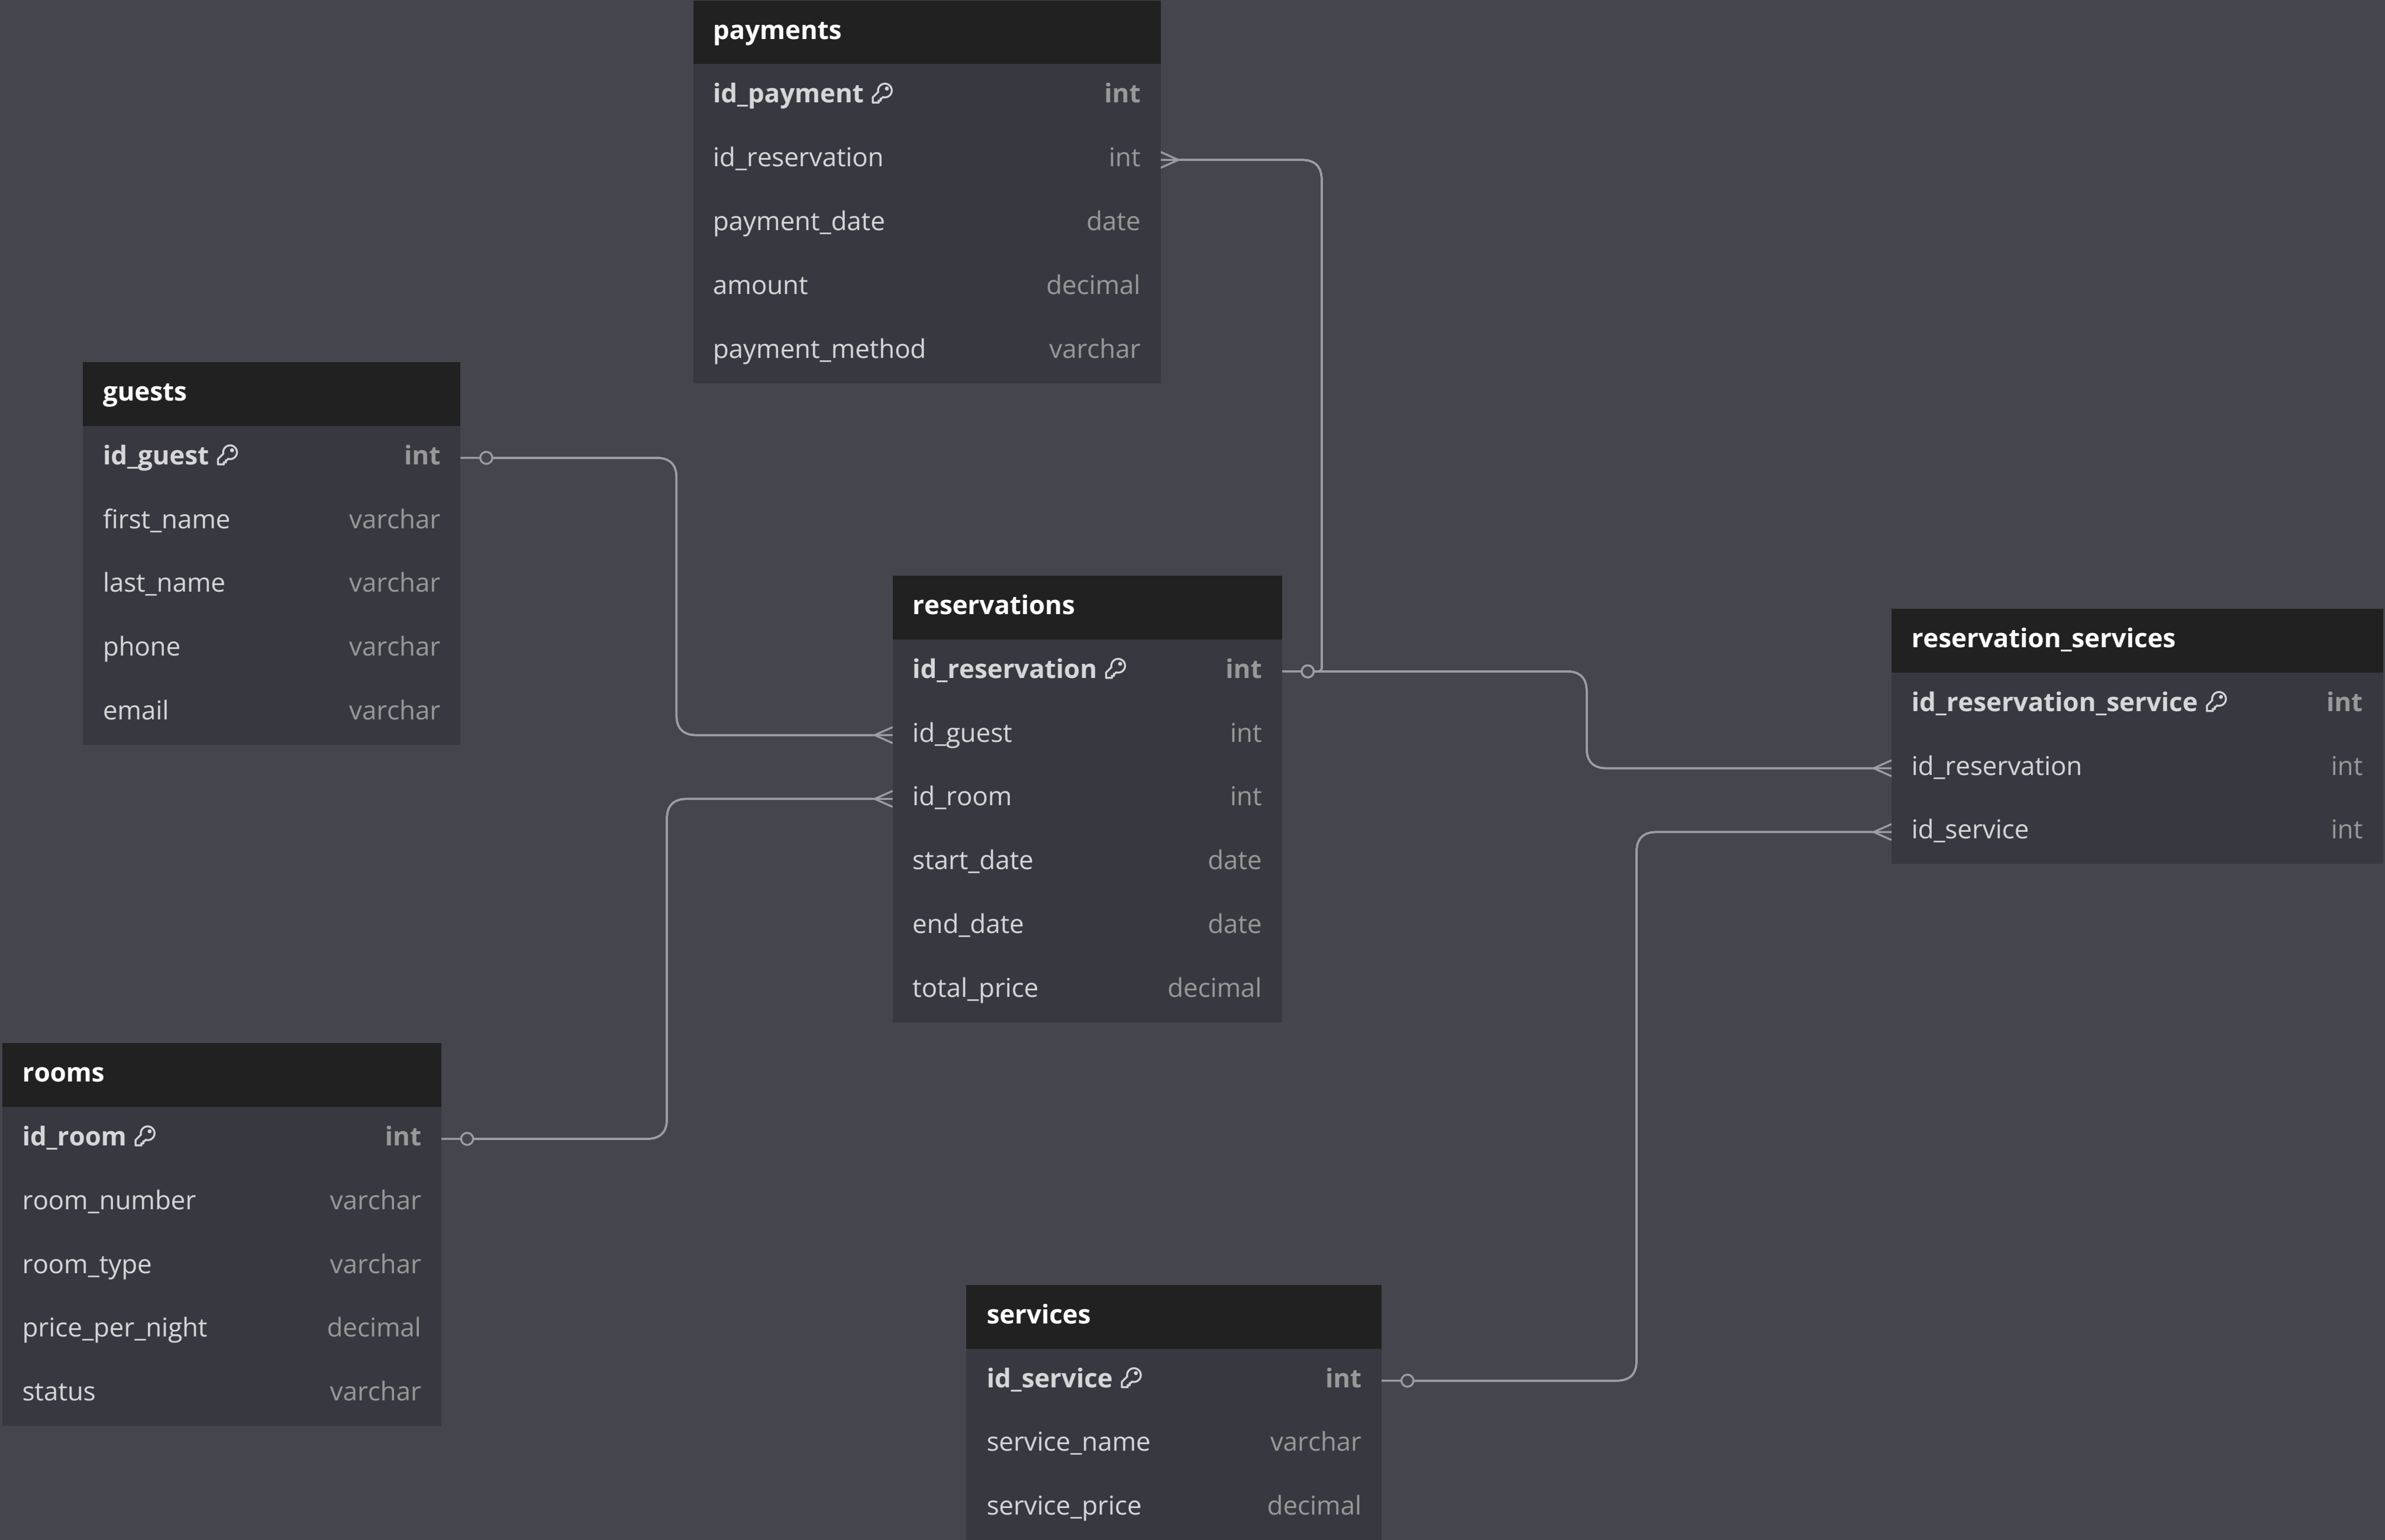 payments
id_payment int
id_reservation int
payment_date date
amount decimal
payment_method varchar
guests
id_guest int
first_name varchar
last_name varchar
phone varchar
email varchar
reservations
id_reservation int
id_guest int
id_room int
start_date date
end_date date
total_price decimal
reservation_services
id_reservation_service int
id_reservation int
id_service int
rooms
id_room int
room_number varchar
room_type varchar
price_per_night decimal
status varchar
services
id_service int
service_name varchar
service_price decimal